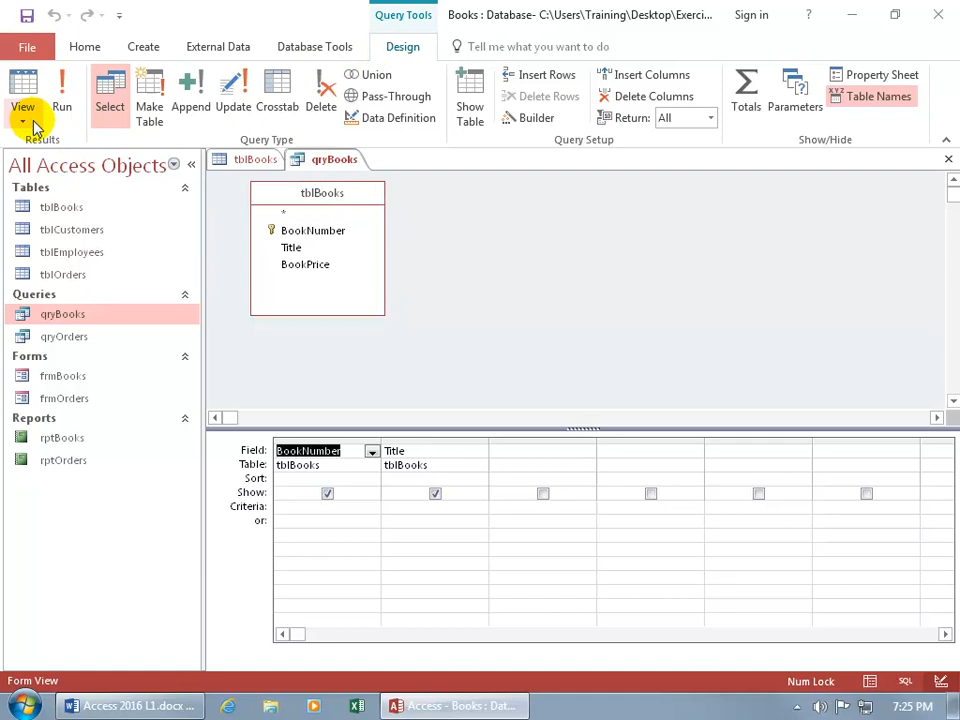 Query Tools
Books : Database- C:\Users\Training\Desktop\Exerci...
Sign in
?
File
Home
Create
External Data
Database Tools
Design
Tell me what you want to do
View
Run
Select
Make Table
Append
Update
Crosstab
Delete
Union
Pass-Through
Data Definition
Show Table
Insert Rows
Delete Rows
Builder
Insert Columns
Delete Columns
Return: All
Totals
Parameters
Property Sheet
Table Names
Results
Query Type
Query Setup
Show/Hide
All Access Objects
Tables
tblBooks
tblCustomers
tblEmployees
tblOrders
Queries
qryBooks
qryOrders
Forms
frmBooks
frmOrders
Reports
rptBooks
rptOrders
tblBooks
qryBooks
tblBooks
*
BookNumber
Title
BookPrice
Field: BookNumber Title
Table: tblBooks tblBooks
Sort:
Show:
Criteria:
or:
Form View
Num Lock
SQL
Access 2016 L1.docx ...
Access - Books : Dat...
7:25 PM